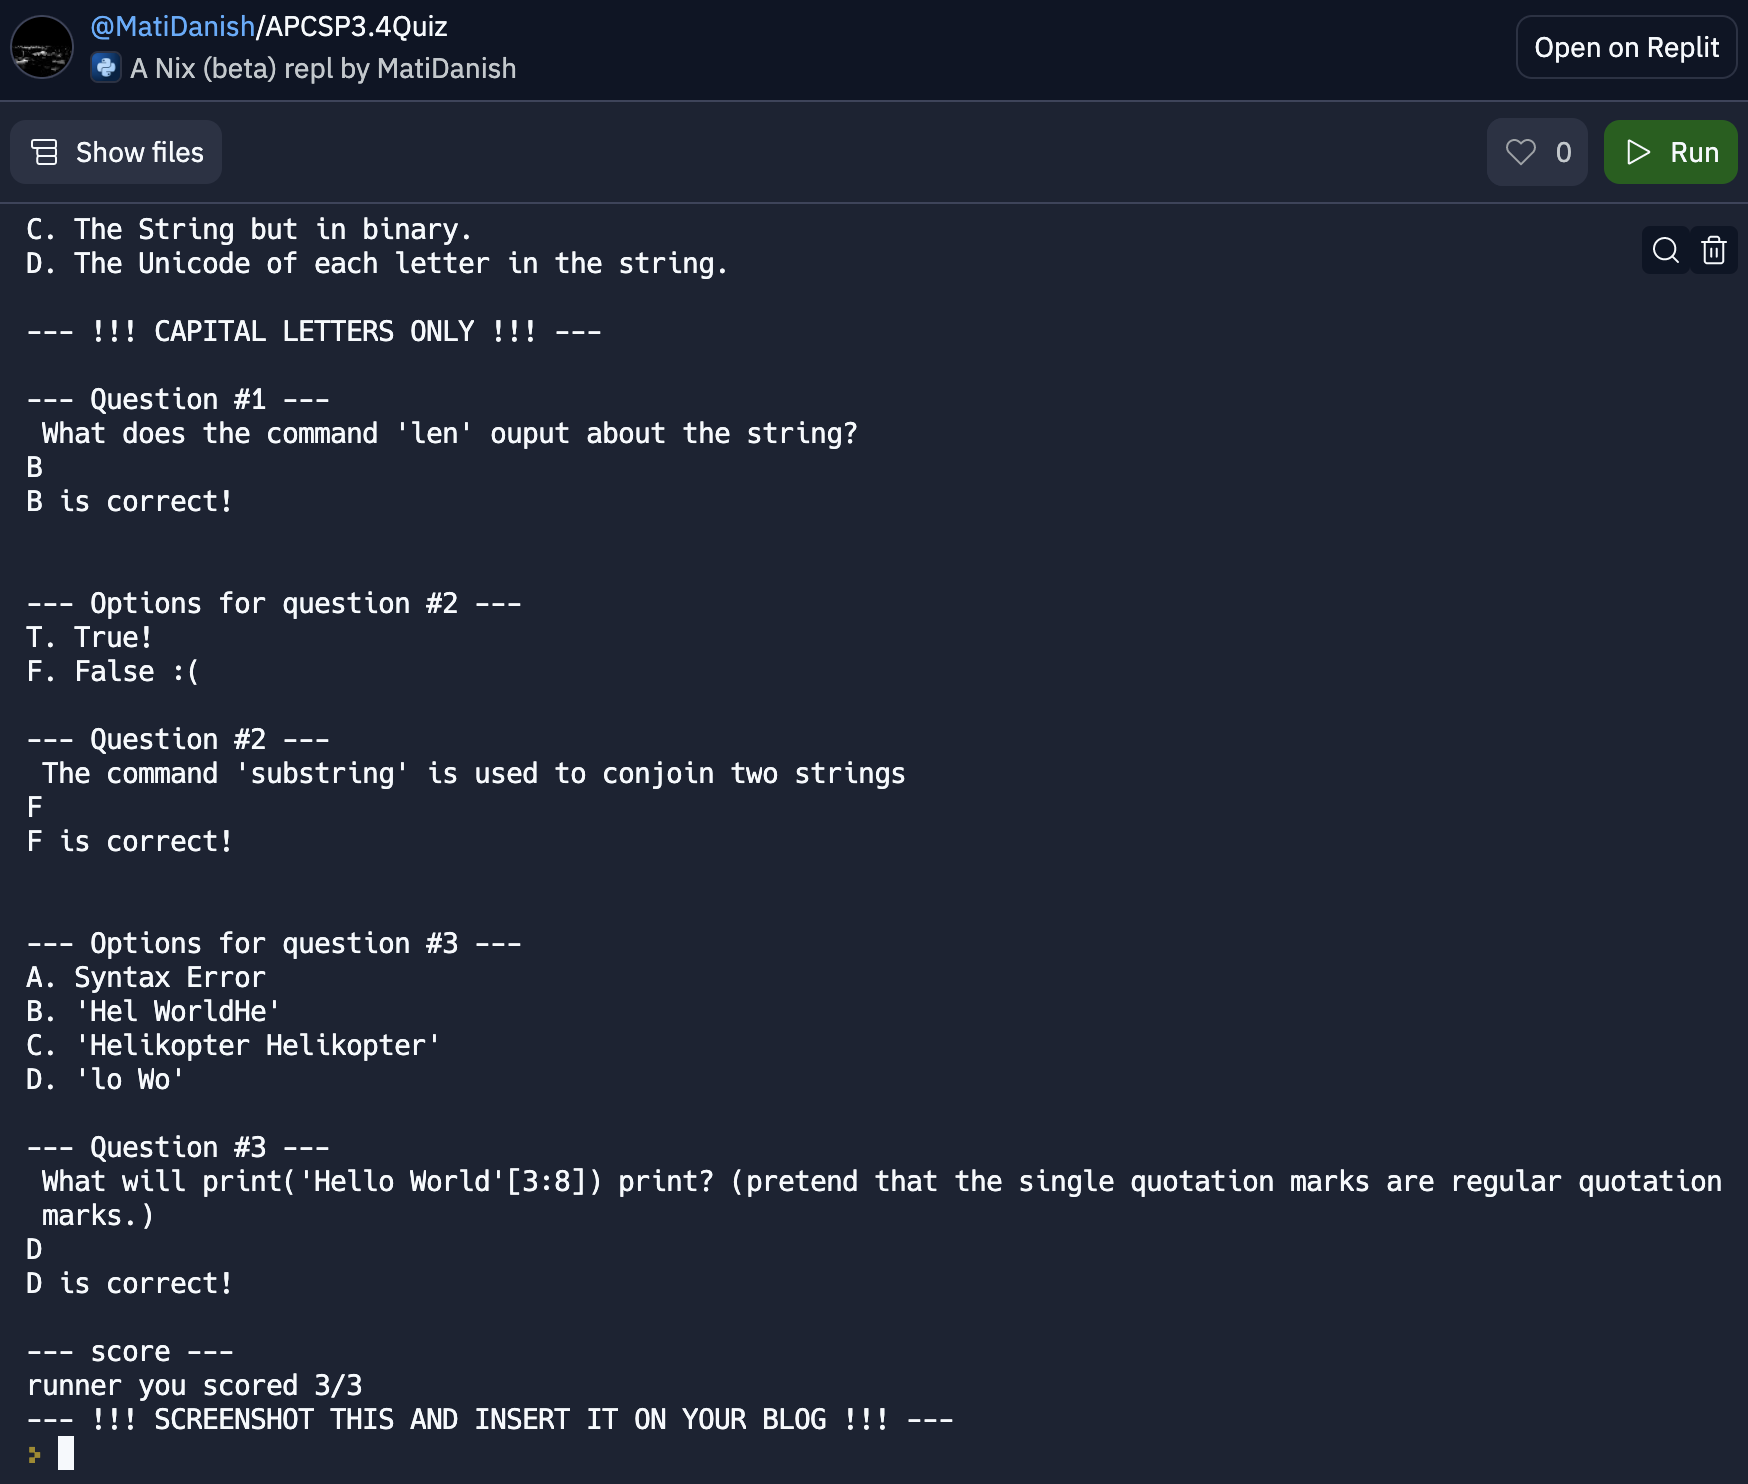 @MatiDanish/APCSP3.4Quiz
A Nix (beta) repl by MatiDanish
Open on Replit
Show files
0
Run
C. The String but in binary.
D. The Unicode of each letter in the string.
--- !!! CAPITAL LETTERS ONLY !!! ---
--- Question #1 ---
What does the command 'len' ouput about the string?
B
B is correct!
--- Options for question #2 ---
T. True!
F. False :(
--- Question #2 ---
The command 'substring' is used to conjoin two strings
F
F is correct!
--- Options for question #3 ---
A. Syntax Error
B. 'Hel WorldHe'
C. 'Helikopter Helikopter'
D. 'lo Wo'
--- Question #3 ---
What will print('Hello World'[3:8]) print? (pretend that the single quotation marks are regular quotation
marks.)
D
D is correct!
--- score ---
runner you scored 3/3
--- !!! SCREENSHOT THIS AND INSERT IT ON YOUR BLOG !!! ---